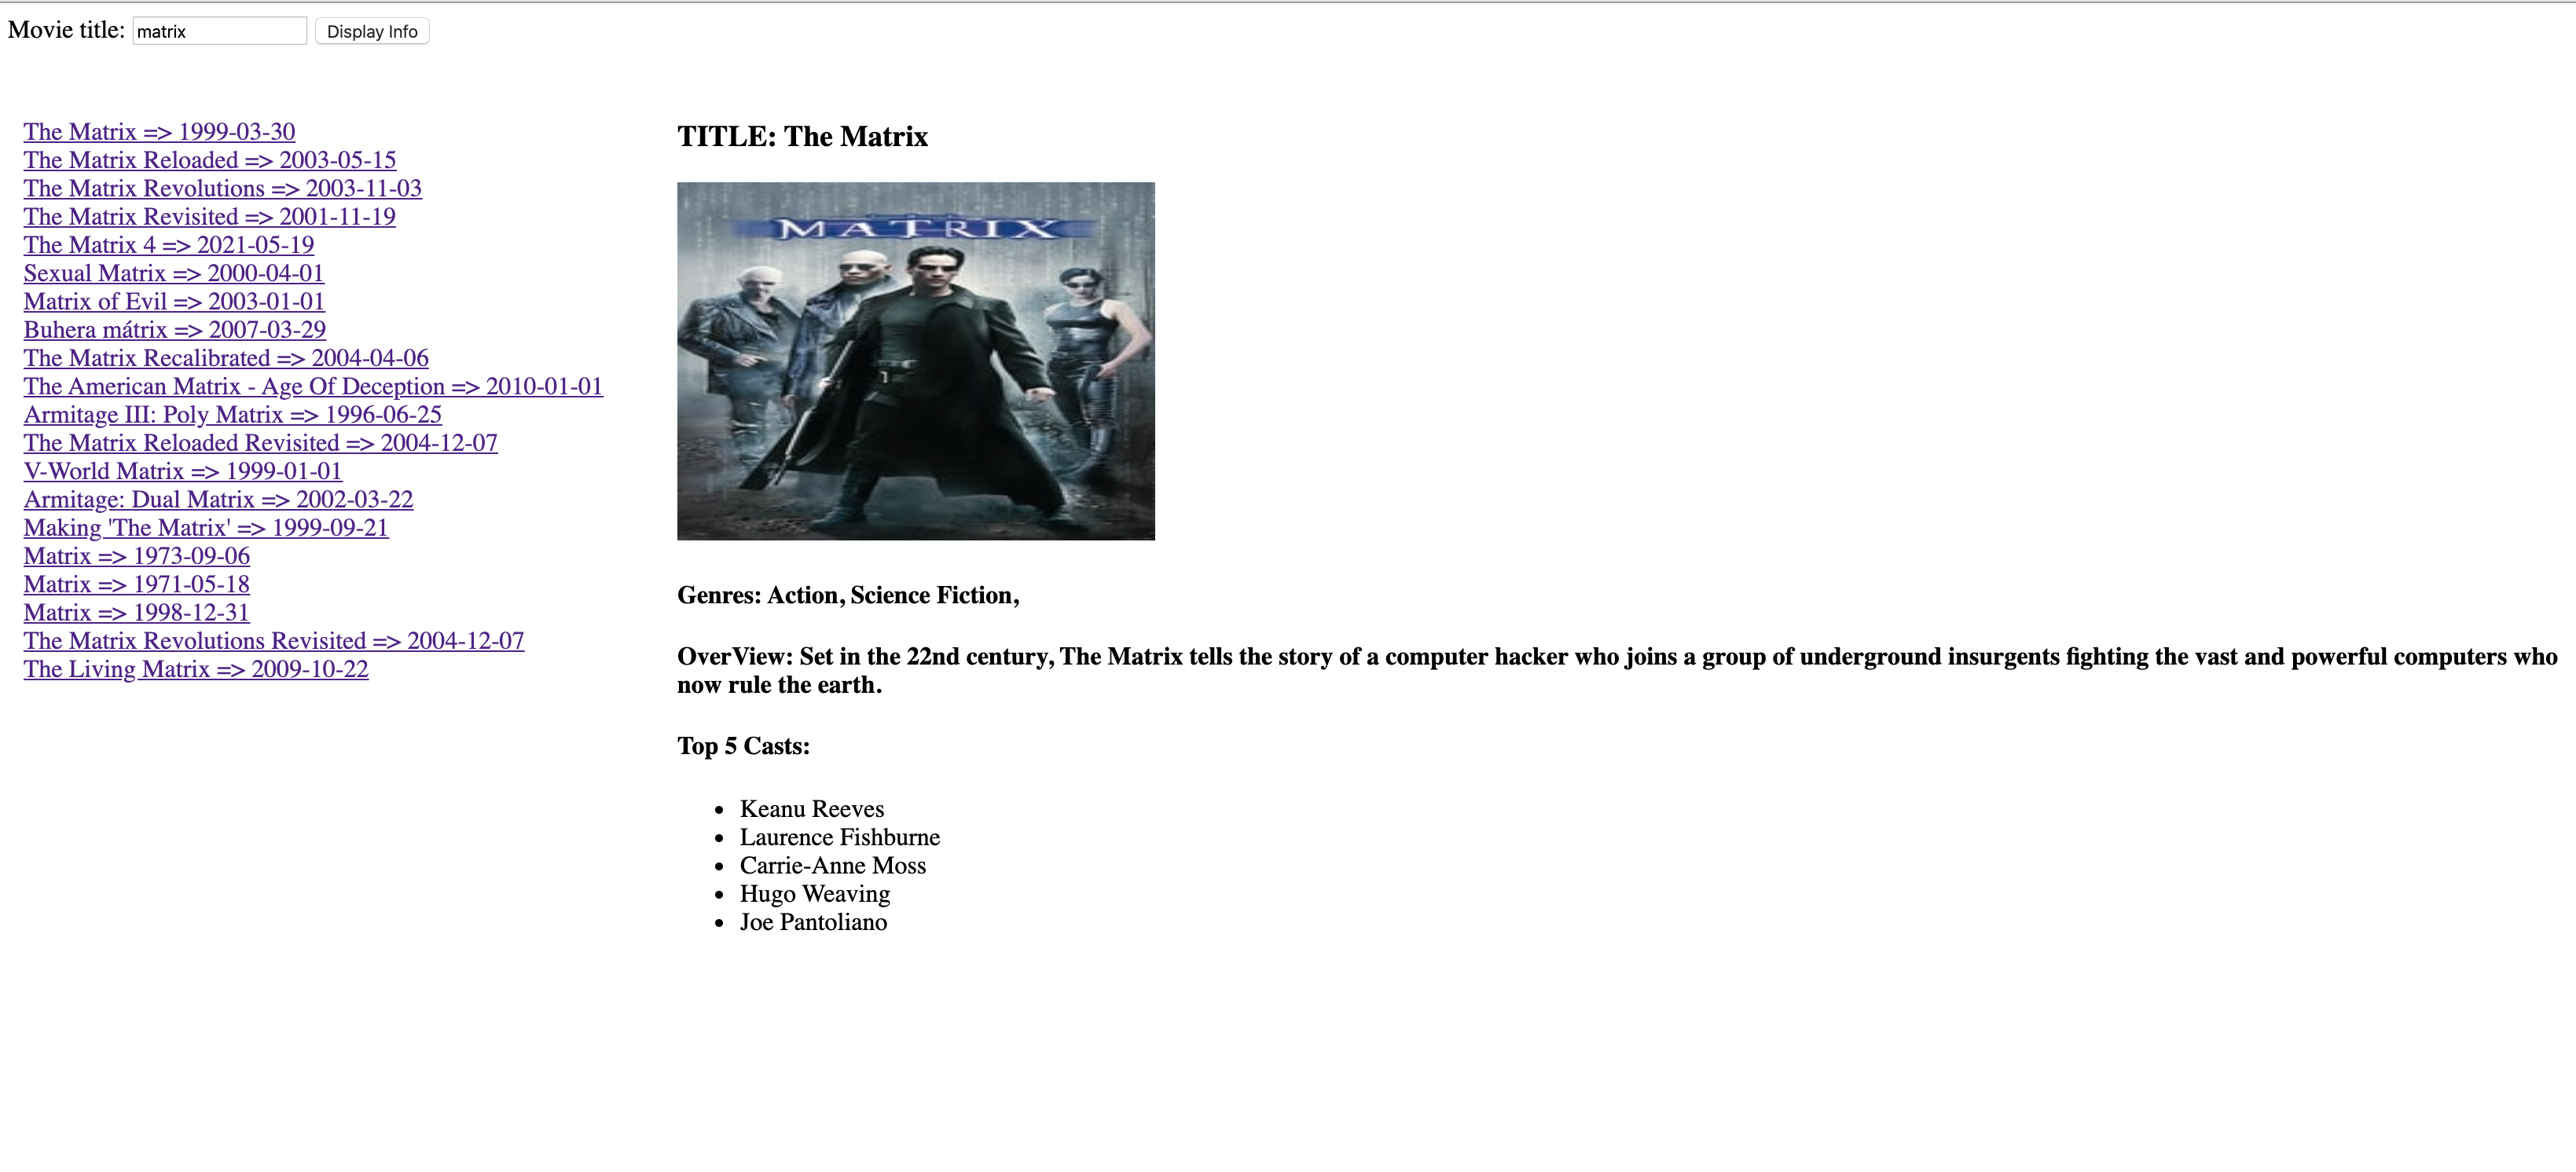 Movie title: matrix Display Info
The Matrix => 1999-03-30
The Matrix Reloaded => 2003-05-15
The Matrix Revolutions => 2003-11-03
The Matrix Revisited => 2001-11-19
The Matrix 4 => 2021-05-19
Sexual Matrix => 2000-04-01
Matrix of Evil => 2003-01-01
Buhera mátrix => 2007-03-29
The Matrix Recalibrated => 2004-04-06
The American Matrix - Age Of Deception => 2010-01-01
Armitage III: Poly Matrix => 1996-06-25
The Matrix Reloaded Revisited => 2004-12-07
V-World Matrix => 1999-01-01
Armitage: Dual Matrix => 2002-03-22
Making 'The Matrix' => 1999-09-21
Matrix => 1973-09-06
Matrix => 1971-05-18
Matrix => 1998-12-31
The Matrix Revolutions Revisited => 2004-12-07
The Living Matrix => 2009-10-22
TITLE: The Matrix
MATRIX
Genres: Action, Science Fiction,
OverView: Set in the 22nd century, The Matrix tells the story of a computer hacker who joins a group of underground insurgents fighting the vast and powerful computers who
now rule the earth.
Top 5 Casts:
Keanu Reeves
Laurence Fishburne
Carrie-Anne Moss
Hugo Weaving
Joe Pantoliano